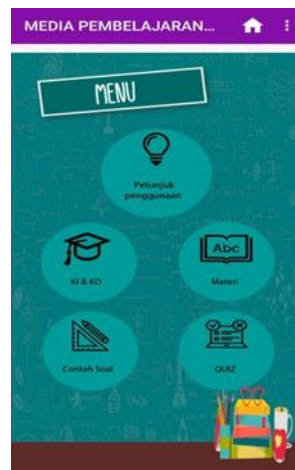 MEDIA PEMBELAJARAN...
MENU
Petunjuk
penggunaan
KI & KD
Abc
Materi
Contoh Soal
QUIZ